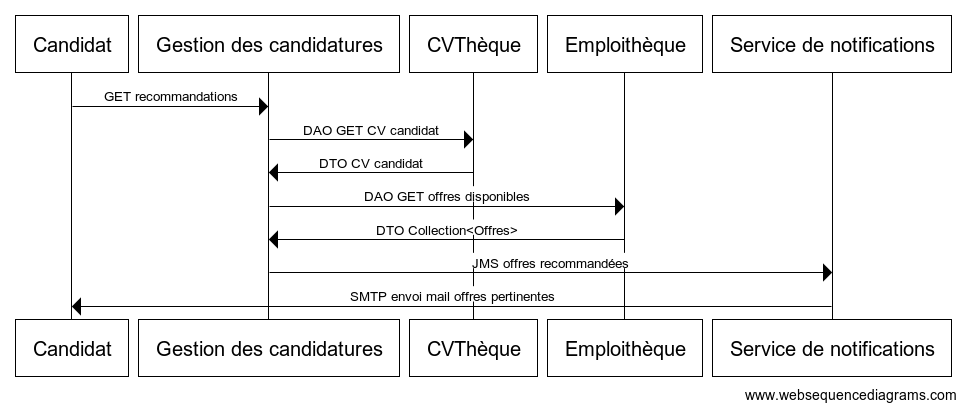 Candidat
Gestion des candidatures
CVThèque
Emploithèque
Service de notifications
GET recommandations
DAO GET CV candidat
DTO CV candidat
DAO GET offres disponibles
DTO Collection<Offres>
JMS offres recommandées
SMTP envoi mail offres pertinentes
Candidat
Gestion des candidatures
CVThèque
Emploithèque
Service de notifications
www.websequencediagrams.com